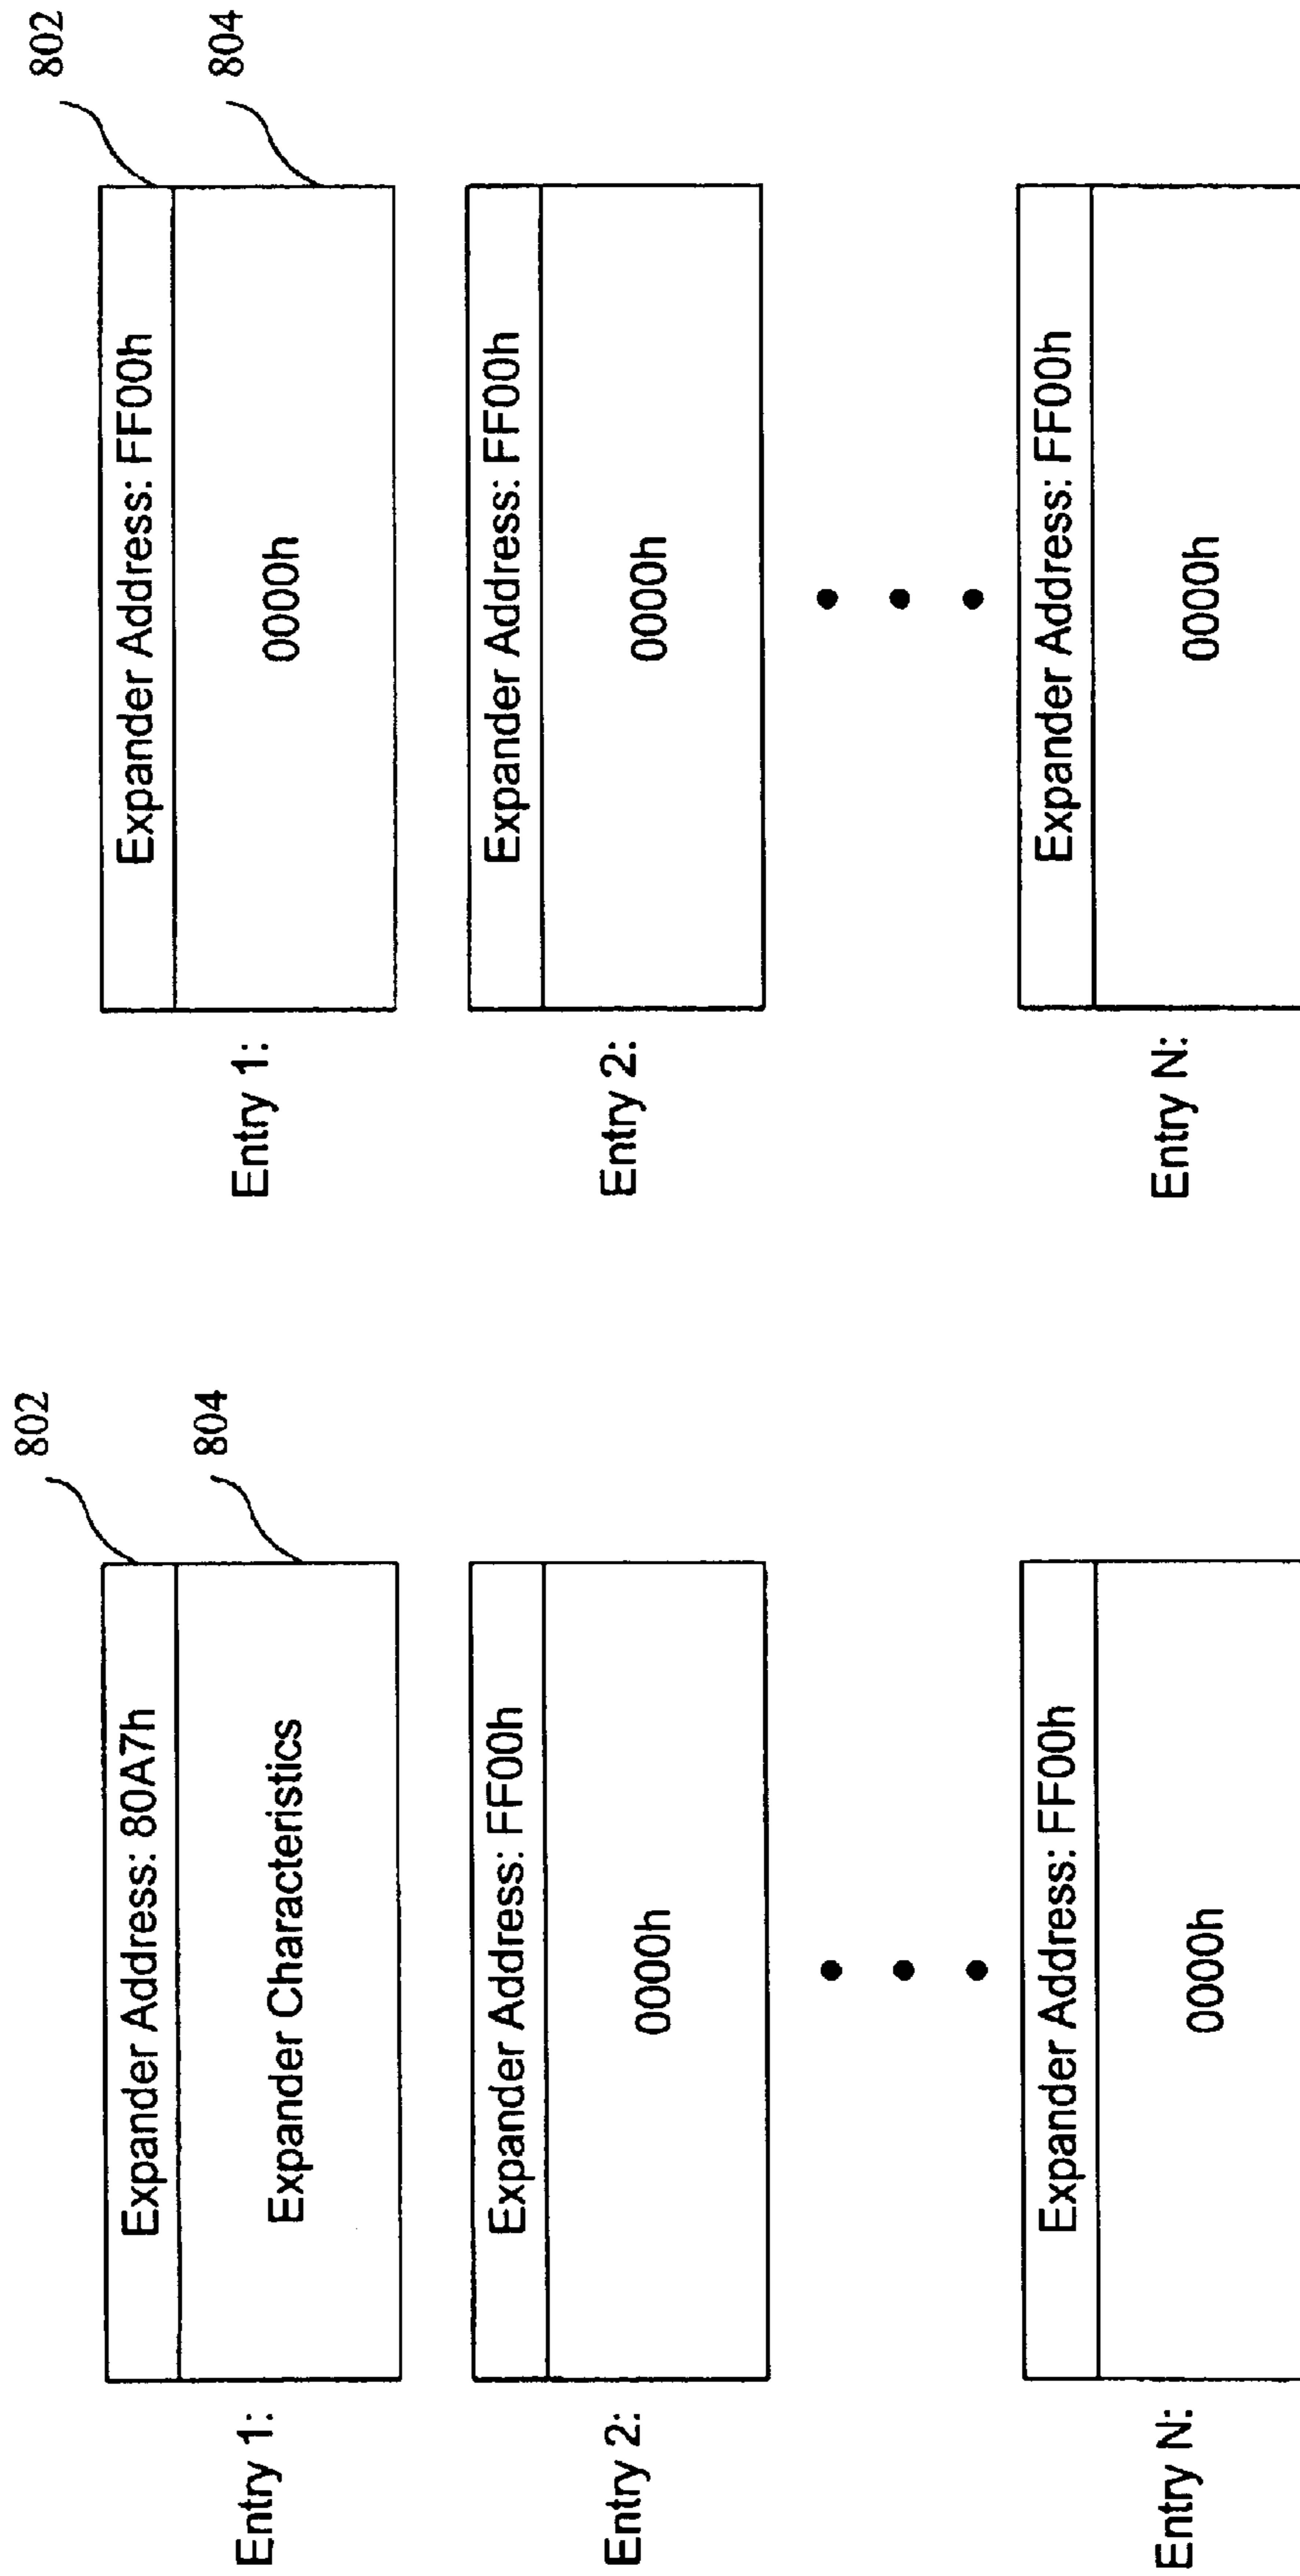 802
804
Entry 1:
Expander Address: 80A7h
Expander Characteristics
Entry 2:
Expander Address: FF00h
0000h
Entry N:
Expander Address: FF00h
0000h
802
804
Entry 1:
Expander Address: FF00h
0000h
Entry 2:
Expander Address: FF00h
0000h
Entry N:
Expander Address: FF00h
0000h